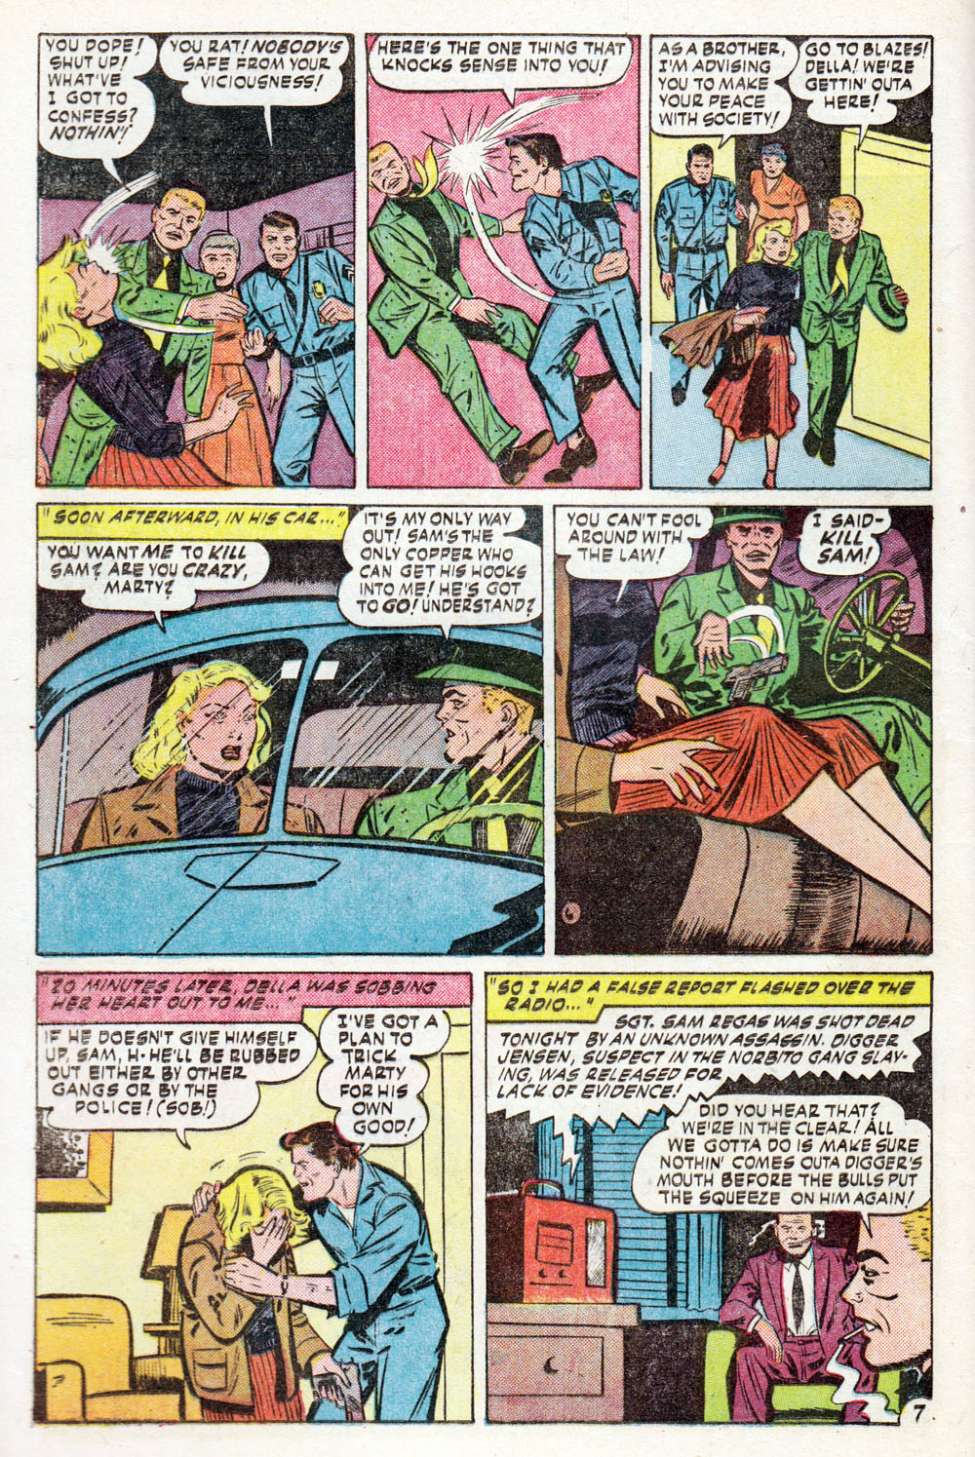 YOU DOPE!
SHUT UP!
WHAT'VE
I GOT TO
CONFESS?
NOTHIN'!
YOU RAT! NOBODY'S
SAFE FROM YOUR
VICIOUSNESS!
HERE'S THE ONE THING THAT
KNOCKS SENSE INTO YOU!
AS A BROTHER,
I'M ADVISING
YOU TO MAKE
YOUR PEACE
WITH SOCIETY!
GO TO BLAZES!
DELLA! WE'RE
GETTIN' OUTA
HERE!
"SOON AFTERWARD, IN HIS CAR..."
YOU WANT ME TO KILL
SAM? ARE YOU CRAZY,
MARTY?
IT'S MY ONLY WAY
OUT! SAM'S THE
ONLY COPPER WHO
CAN GET HIS HOOKS
INTO ME! HE'S GOT
TO GO! UNDERSTAND?
YOU CAN'T FOOL
AROUND WITH
THE LAW!
I SAID-
KILL
SAM!
"20 MINUTES LATER, DELLA WAS SOBBING
HER HEART OUT TO ME..."
IF HE DOESN'T GIVE HIMSELF
UP, SAM, H-HE'LL BE RUBBED
OUT EITHER BY OTHER
GANGS OR BY THE
POLICE! (SOB!)
I'VE GOT A
PLAN TO
TRICK
MARTY
FOR HIS
OWN
GOOD!
"SO I HAD A FALSE REPORT FLASHED OVER THE
RADIO..."
SGT. SAM REGAS WAS SHOT DEAD
TONIGHT BY AN UNKNOWN ASSASSIN. DIGGER
JENSEN, SUSPECT IN THE NORBITO GANG SLAY-
ING, WAS RELEASED FOR
LACK OF EVIDENCE!
DID YOU HEAR THAT?
WE'RE IN THE CLEAR! ALL
WE GOTTA DO IS MAKE SURE
NOTHIN' COMES OUTA DIGGER'S
MOUTH BEFORE THE BULLS PUT
THE SQUEEZE ON HIM AGAIN!
7